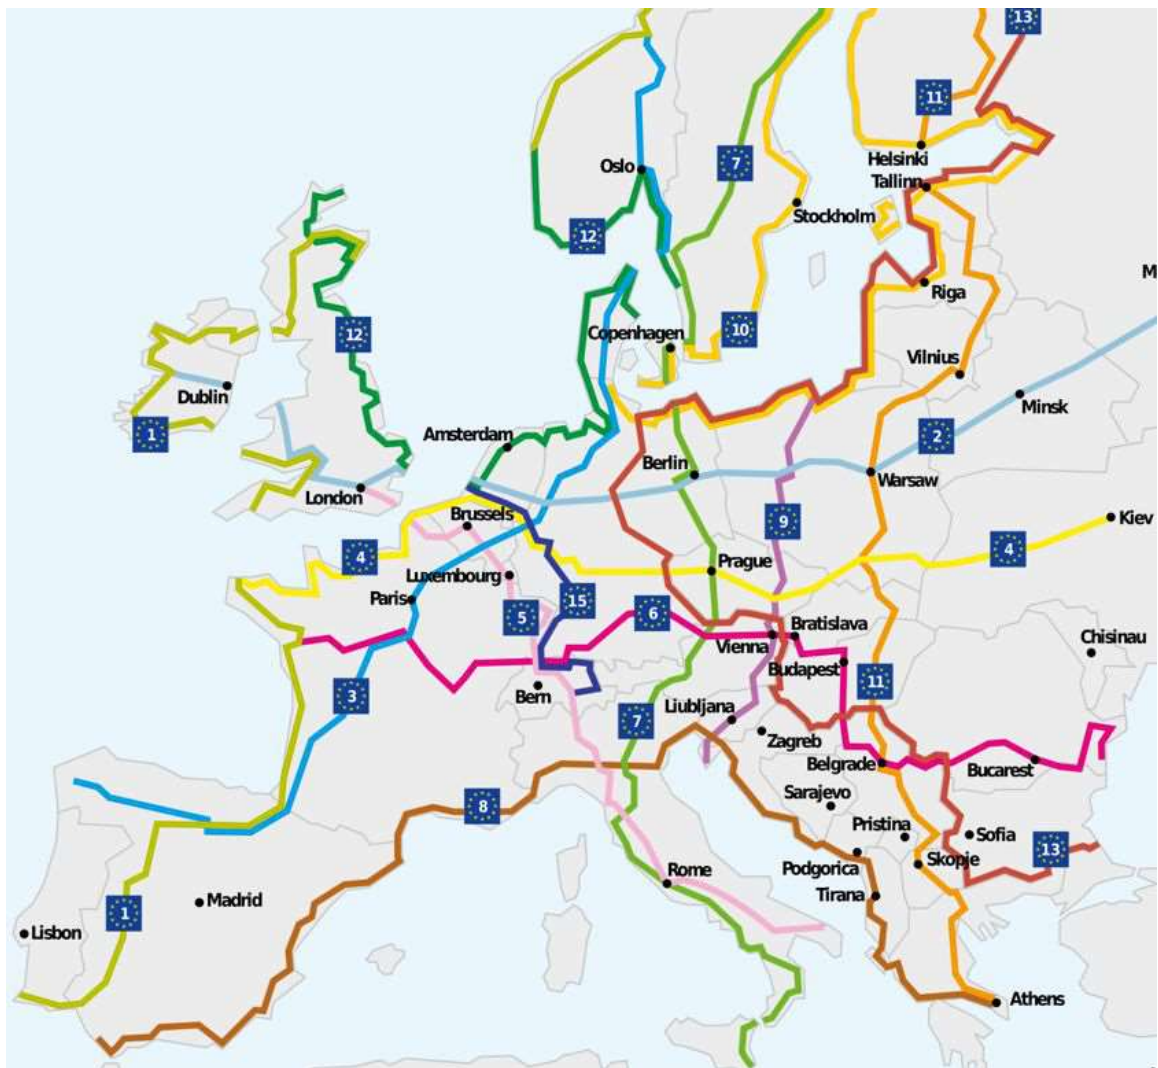 13
11
Helsinki
7
Oslo
Tallinn
Stockholm
12
M
Riga
10
12
Copenhagen
Vilnius
Dublin
Minsk
1
Amsterdam
2
Berlin
Warsaw
London
Brussels
9
Kiev
4
4
Prague
Luxembourg
Paris
15
5
6
Bratislava
Chisinau
Vienna
Budapest
Bern
3
11
7
Ljubljana
Zagreb
Belgrade
Bucarest
Sarajevo
8
Pristina
Sofia
13
Podgorica
Skopje
Rome
Tirana
Madrid
1
Lisbon
Athens